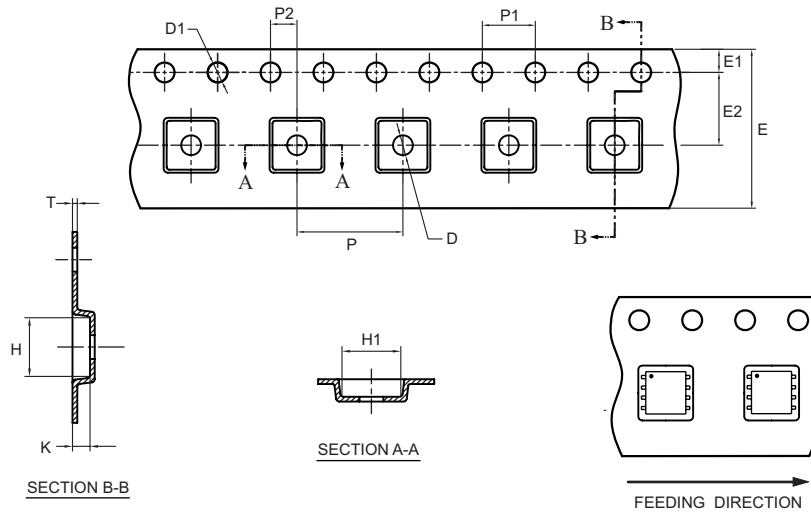 P2
P1
B
D1
E1
E2
E
A
A
B
P
D
T
H
H1
K
SECTION A-A
SECTION B-B
FEEDING DIRECTION